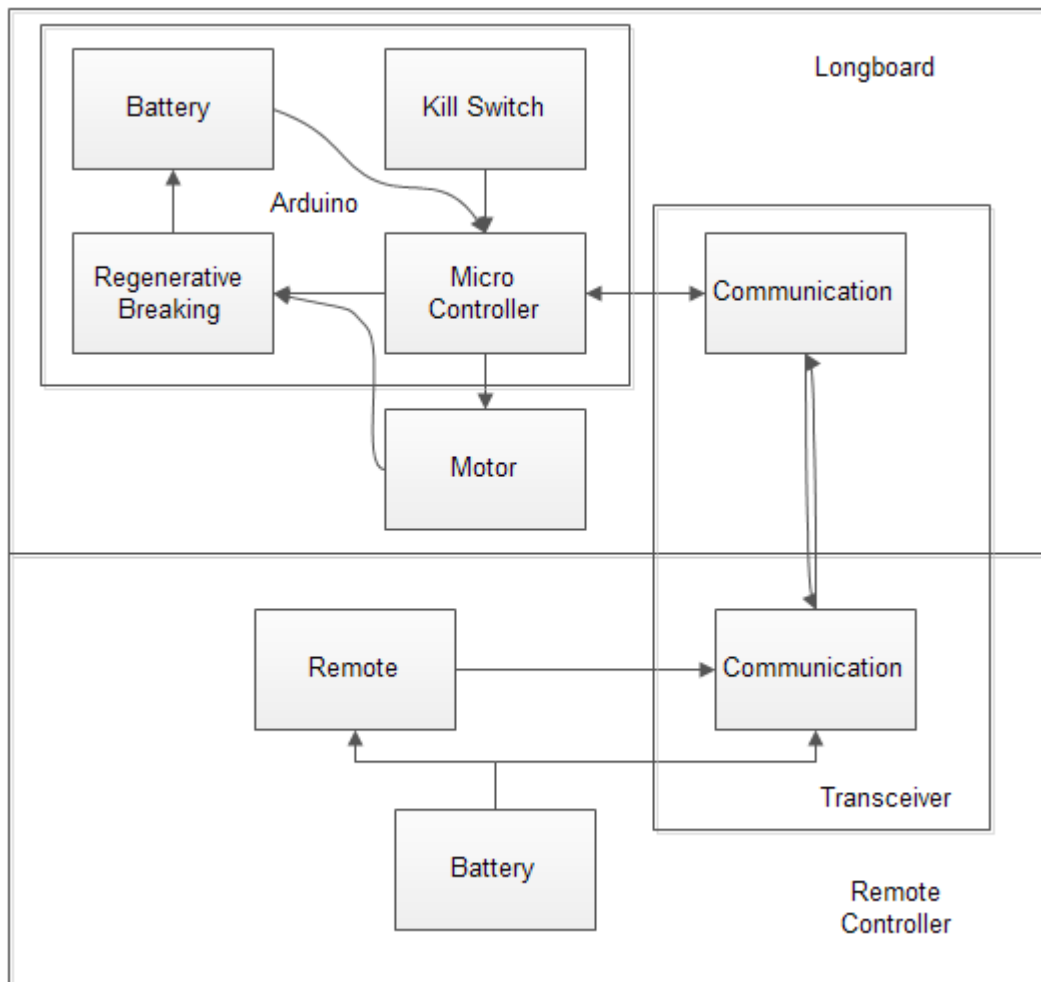 Longboard
Battery
Kill Switch
Arduino
Regenerative
Breaking
Micro
Controller
Communication
Motor
Remote
Communication
Transceiver
Battery
Remote
Controller